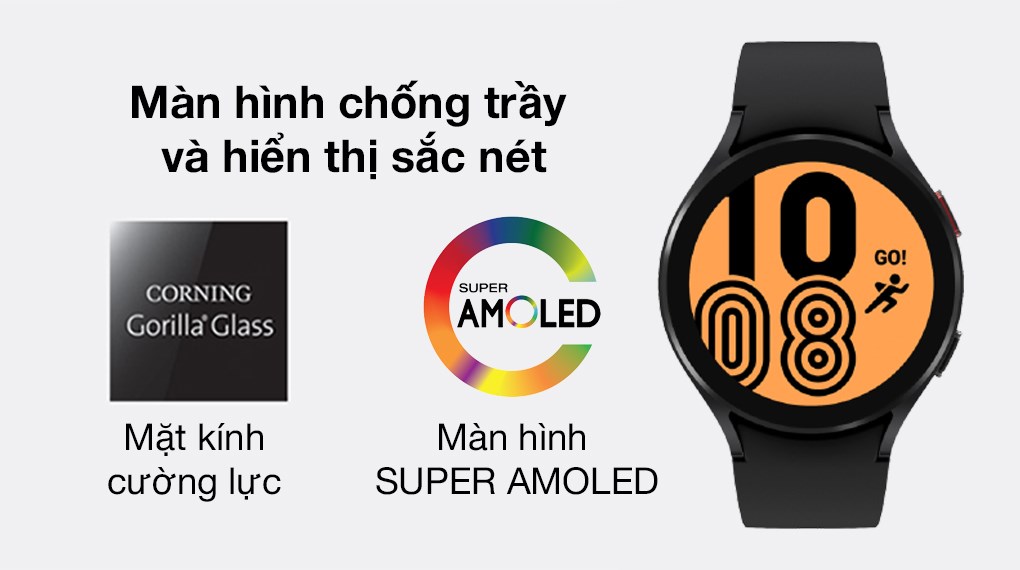 Màn hình chống trầy
và hiển thị sắc nét
CORNING
Gorilla® Glass
Mặt kính
cường lực
SUPER
AMOLED
Màn hình
SUPER AMOLED
10
GO!
08